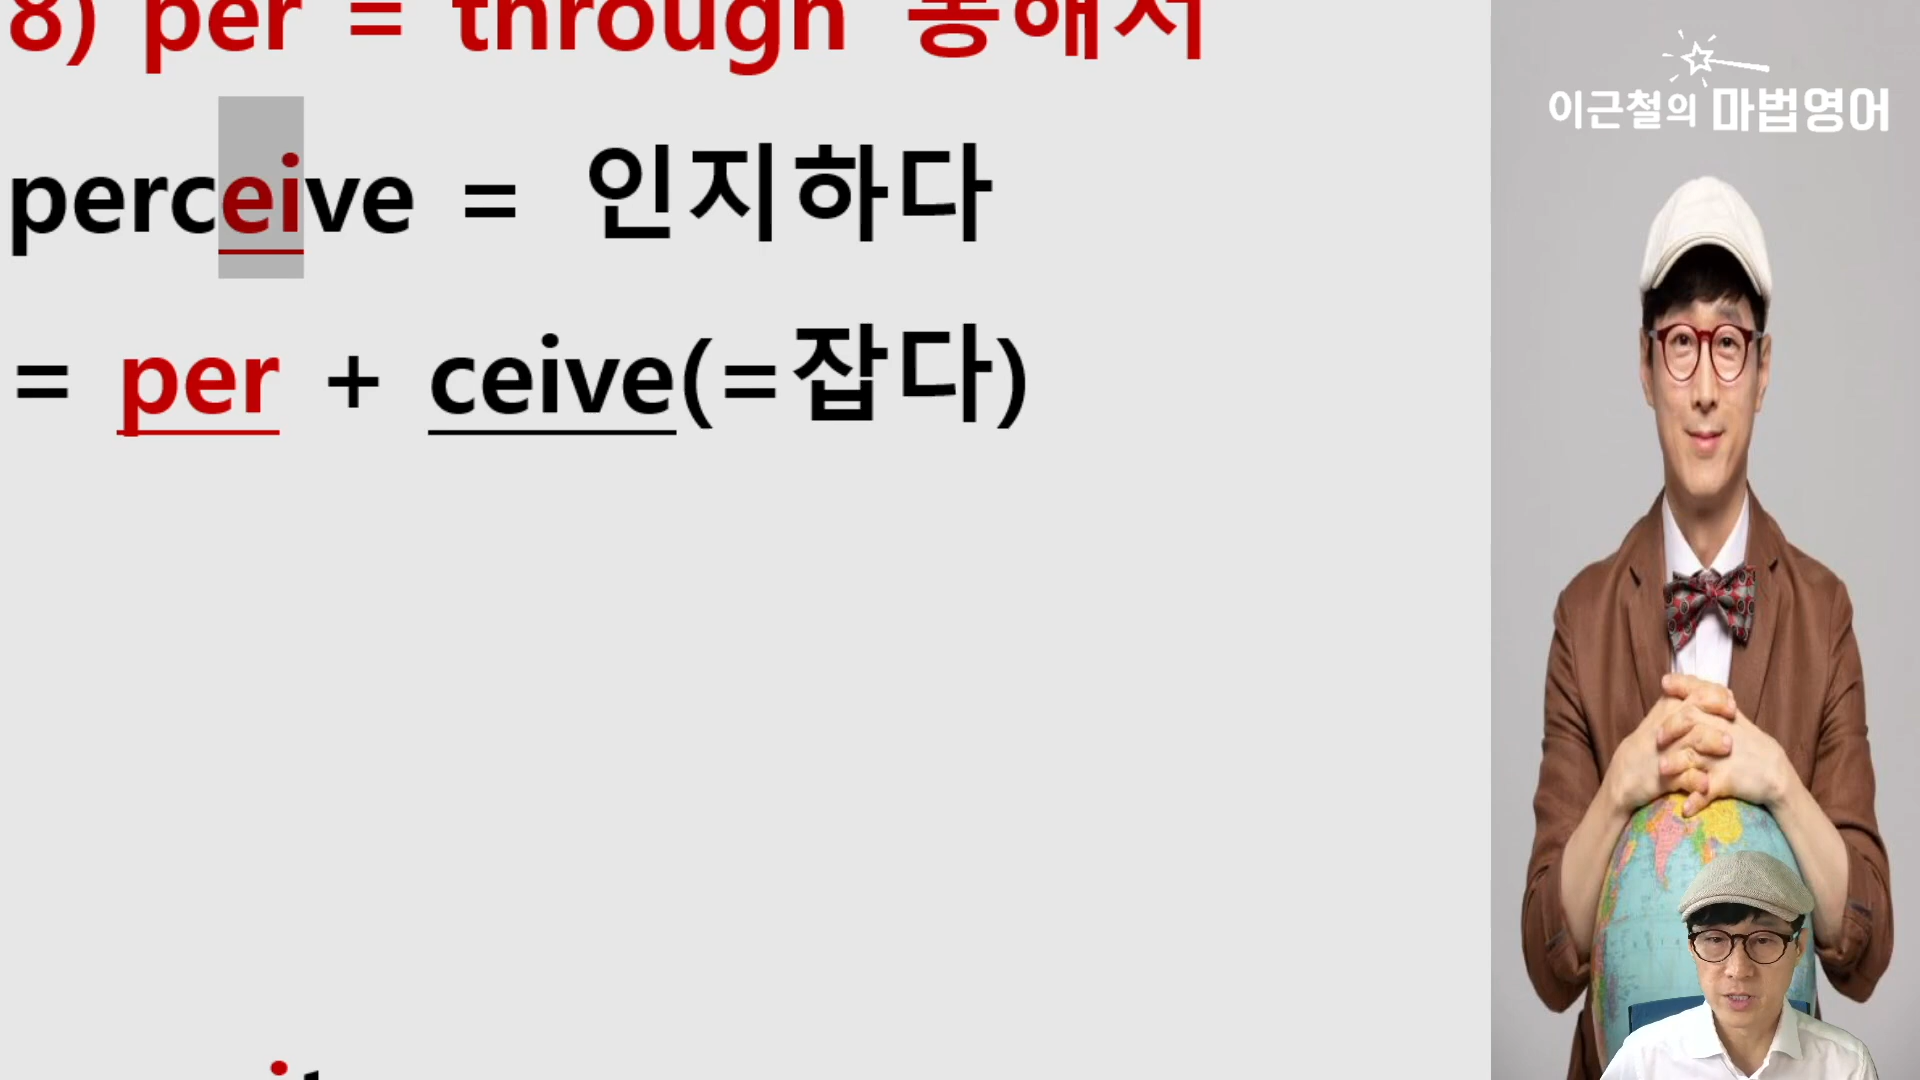 8) per = through 통해서
이근철의 마법영어
perceive = 인지하다
= per + ceive(=잡다)